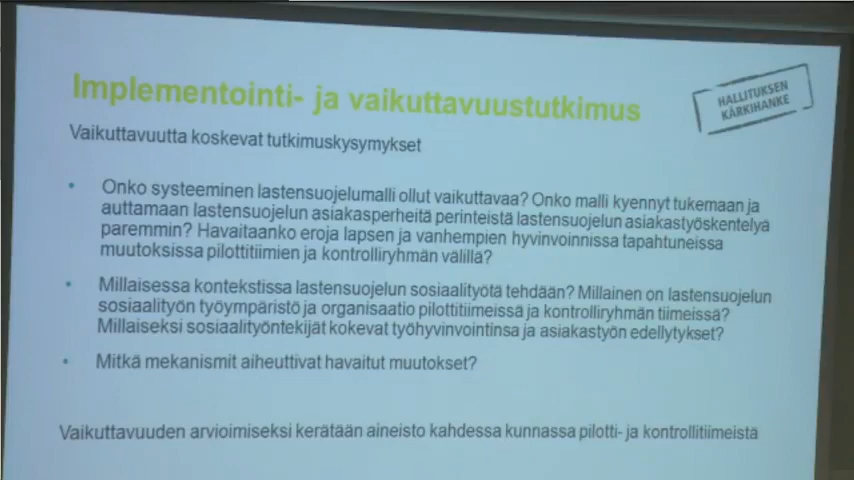 Implementointi- ja vaikuttavuustutkimus
HALLITUKSEN
KÄRKIHANKE
Vaikuttavuutta koskevat tutkimuskysymykset
• Onko systeeminen lastensuojelumalli ollut vaikuttavaa? Onko malli kyennyt tukemaan ja
auttamaan lastensuojelun asiakasperheitä perinteistä lastensuojelun asiakastyöskentelyä
paremmin? Havaitaanko eroja lapsen ja vanhempien hyvinvoinnissa tapahtuneissa
muutoksissa pilottitiimien ja kontrolliryhmän välillä?
• Millaisessa kontekstissa lastensuojelun sosiaalityötä tehdään? Millainen on lastensuojelun
sosiaalityön työympäristö ja organisaatio pilottitiimeissä ja kontrolliryhmän tiimeissä?
Millaiseksi sosiaalityöntekijät kokevat työhyvinvointinsa ja asiakastyön edellytykset?
• Mitkä mekanismit aiheuttivat havaitut muutokset?
Vaikuttavuuden arvioimiseksi kerätään aineisto kahdessa kunnassa pilotti- ja kontrollitiimeistä